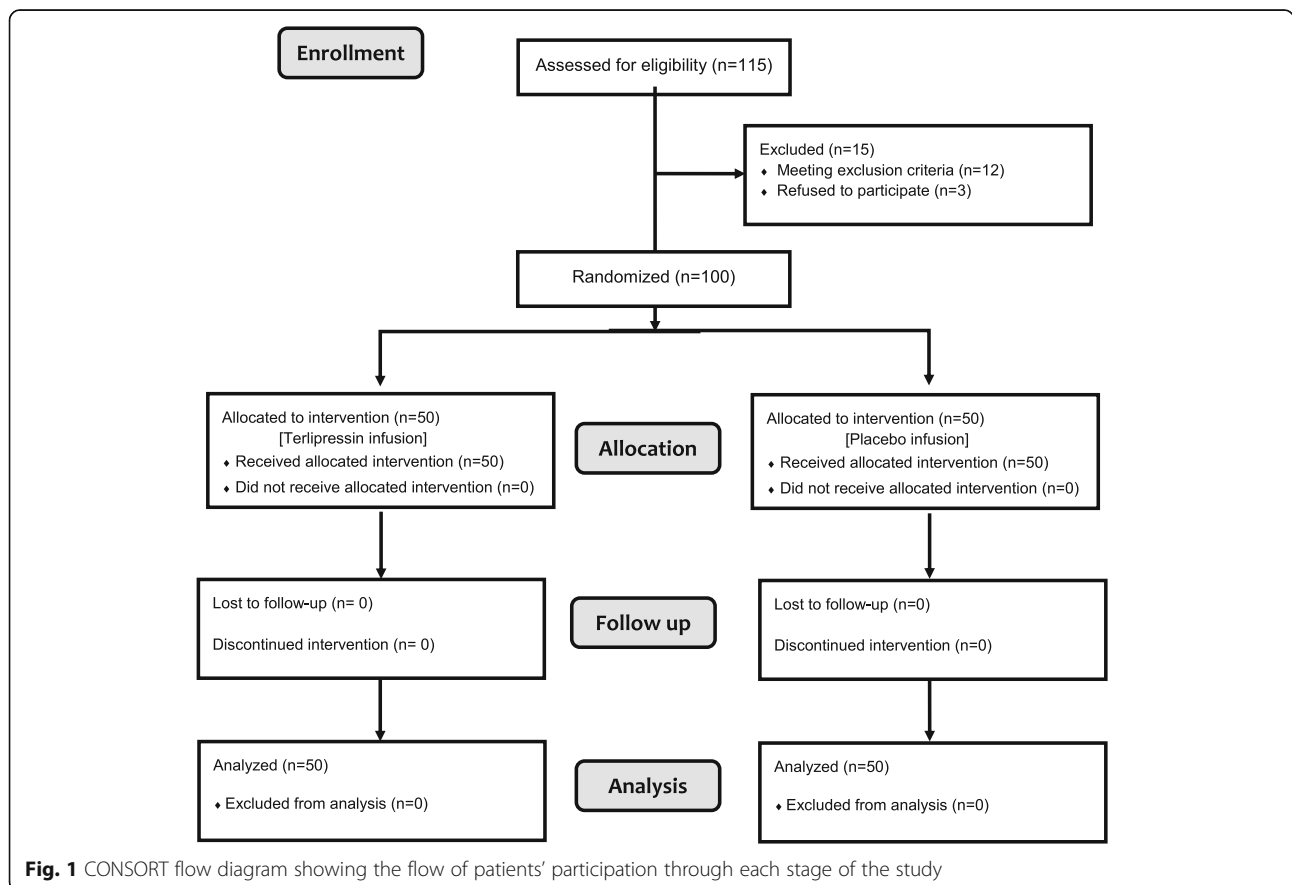 Enrollment
Assessed for eligibility (n=115)
Excluded (n=15)
♦ Meeting exclusion criteria (n=12)
♦ Refused to participate (n=3)
Randomized (n=100)
Allocated to intervention (n=50)
[Terlipressin infusion]
♦ Received allocated intervention (n=50)
♦ Did not receive allocated intervention (n=0)
Allocation
Allocated to intervention (n=50)
[Placebo infusion]
♦ Received allocated intervention (n=50)
♦ Did not receive allocated intervention (n=0)
Lost to follow-up (n= 0)
Discontinued intervention (n= 0)
Follow up
Lost to follow-up (n=0)
Discontinued intervention (n=0)
Analyzed (n=50)
♦ Excluded from analysis (n=0)
Analysis
Analyzed (n=50)
♦ Excluded from analysis (n=0)
Fig. 1 CONSORT flow diagram showing the flow of patients’ participation through each stage of the study